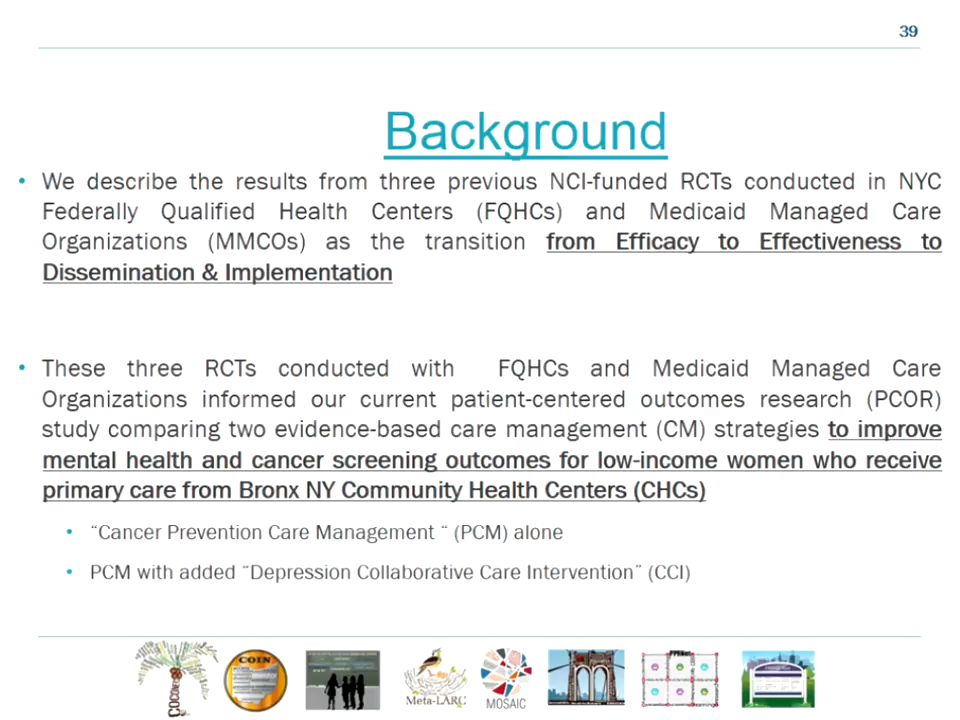 39
Background
• We describe the results from three previous NCI-funded RCTs conducted in NYC
Federally Qualified Health Centers (FQHCs) and Medicaid Managed Care
Organizations (MMCOs) as the transition from Efficacy to Effectiveness to
Dissemination & Implementation
• These three RCTs conducted with FQHCs and Medicaid Managed Care
Organizations informed our current patient-centered outcomes research (PCOR)
study comparing two evidence-based care management (CM) strategies to improve
mental health and cancer screening outcomes for low-income women who receive
primary care from Bronx NY Community Health Centers (CHCs)
• “Cancer Prevention Care Management “ (PCM) alone
• PCM with added “Depression Collaborative Care Intervention” (CCI)
COCONET
COIN
Meta-LARC
MOSAIC